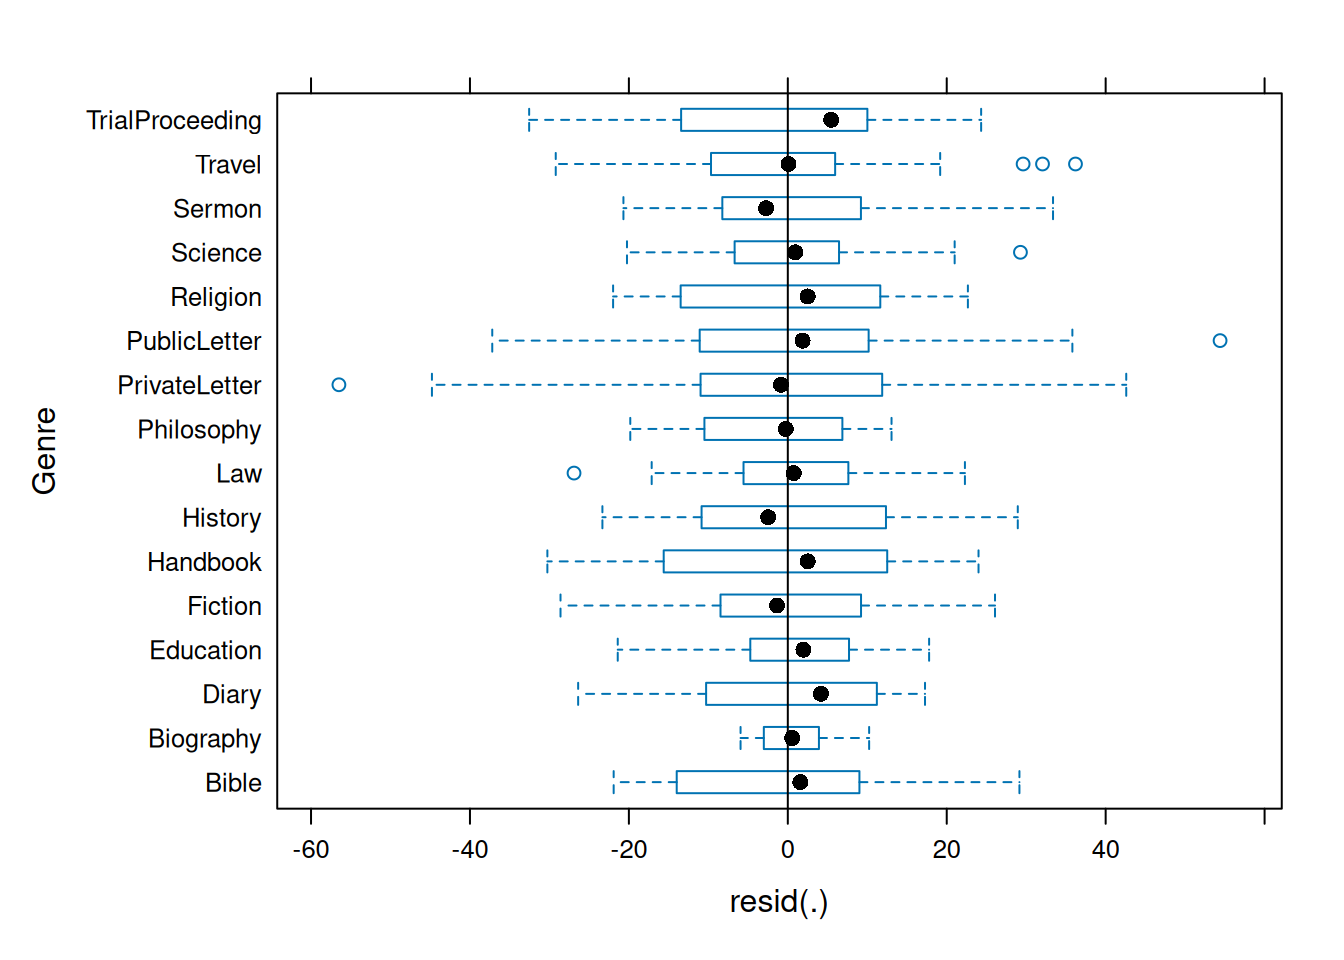 TrialProceeding
Travel
Sermon
Science
Religion
PublicLetter
PrivateLetter
Philosophy
Law
History
Handbook
Fiction
Education
Diary
Biography
Bible
Genre
-60 -40 -20 0 20 40
resid(.)